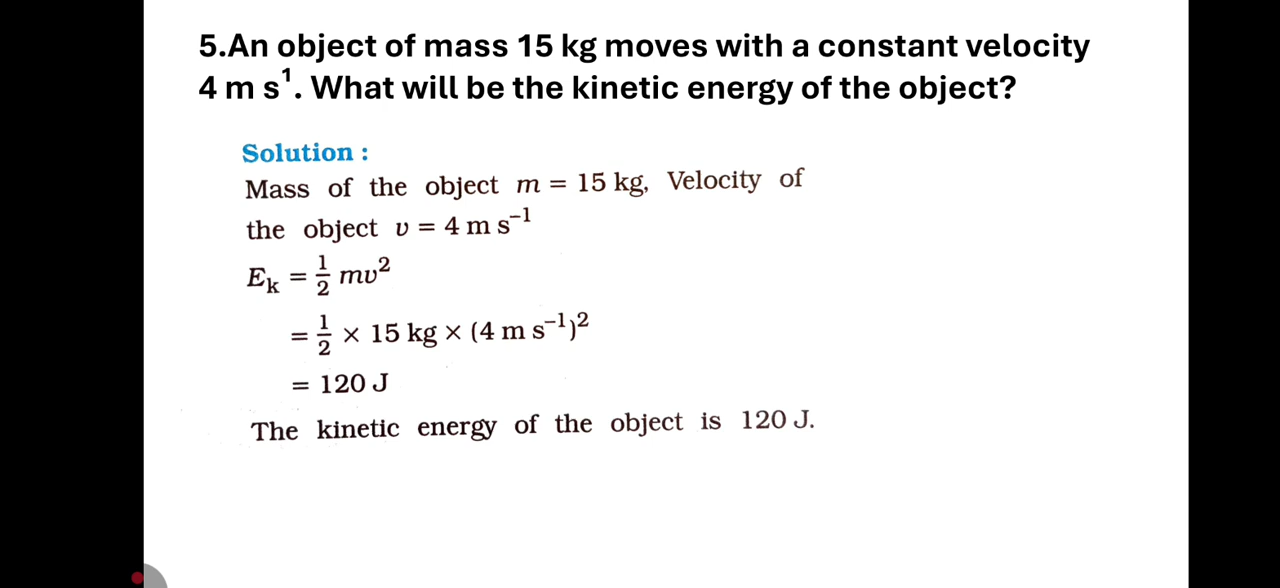 5.An object of mass 15 kg moves with a constant velocity
4 m s¹. What will be the kinetic energy of the object?
Solution :
Mass of the object m = 15 kg, Velocity of
the object υ = 4 m s⁻¹
Eₖ = 1/2 mυ²
= 1/2 × 15 kg × (4 m s⁻¹)²
= 120 J
The kinetic energy of the object is 120 J.